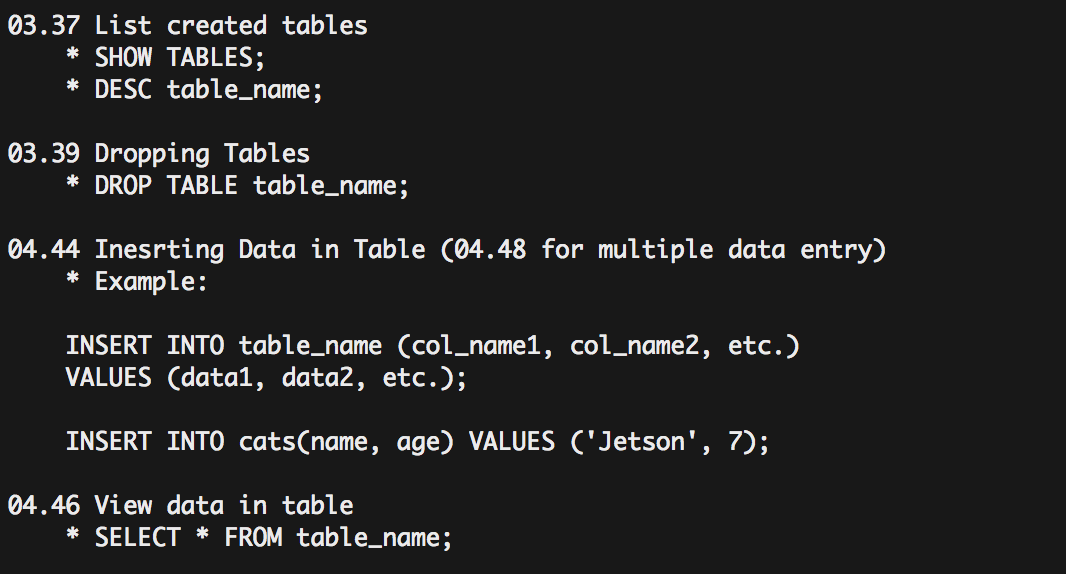 03.37 List created tables
* SHOW TABLES;
* DESC table_name;
03.39 Dropping Tables
* DROP TABLE table_name;
04.44 Inesrting Data in Table (04.48 for multiple data entry)
* Example:
INSERT INTO table_name (col_name1, col_name2, etc.)
VALUES (data1, data2, etc.);
INSERT INTO cats(name, age) VALUES ('Jetson', 7);
04.46 View data in table
* SELECT * FROM table_name;